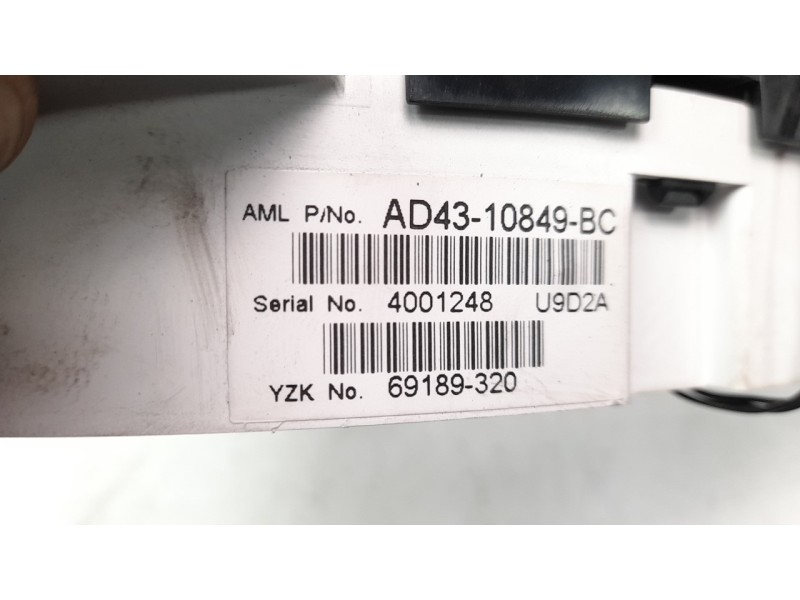 AML P/No. AD43-10849-BC
Serial No. 4001248 U9D2A
YZK No. 69189-320